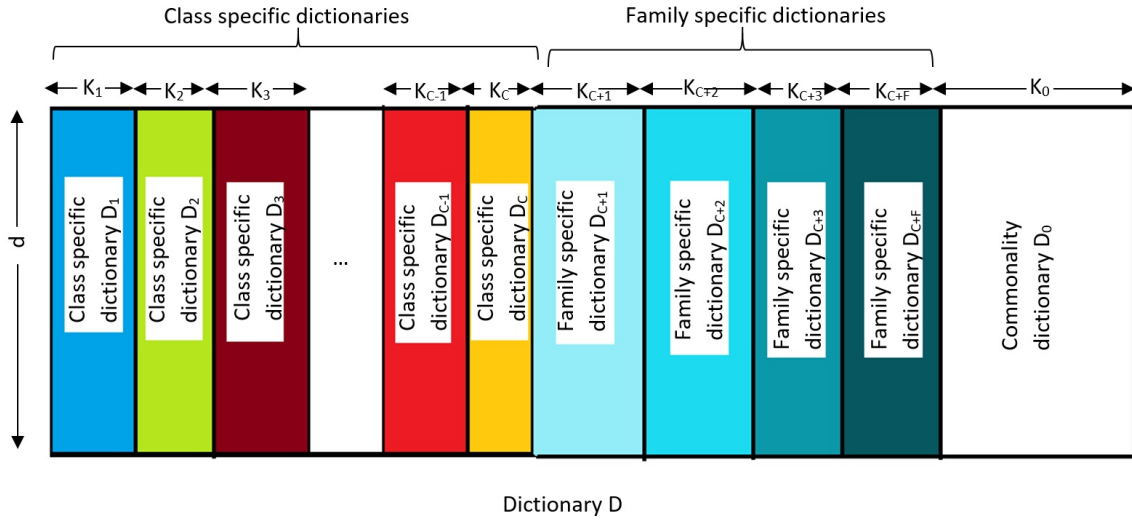 Class specific dictionaries
Family specific dictionaries
K1
K2
K3
KC-1
KC
KC+1
KC+2
KC+3
KC+F
K0
d
Class specific
dictionary D1
Class specific
dictionary D2
Class specific
dictionary D3
...
Class specific
dictionary DC-1
Class specific
dictionary DC
Family specific
dictionary DC+1
Family specific
dictionary DC+2
Family specific
dictionary DC+3
Family specific
dictionary DC+F
Commonality
dictionary D0
Dictionary D